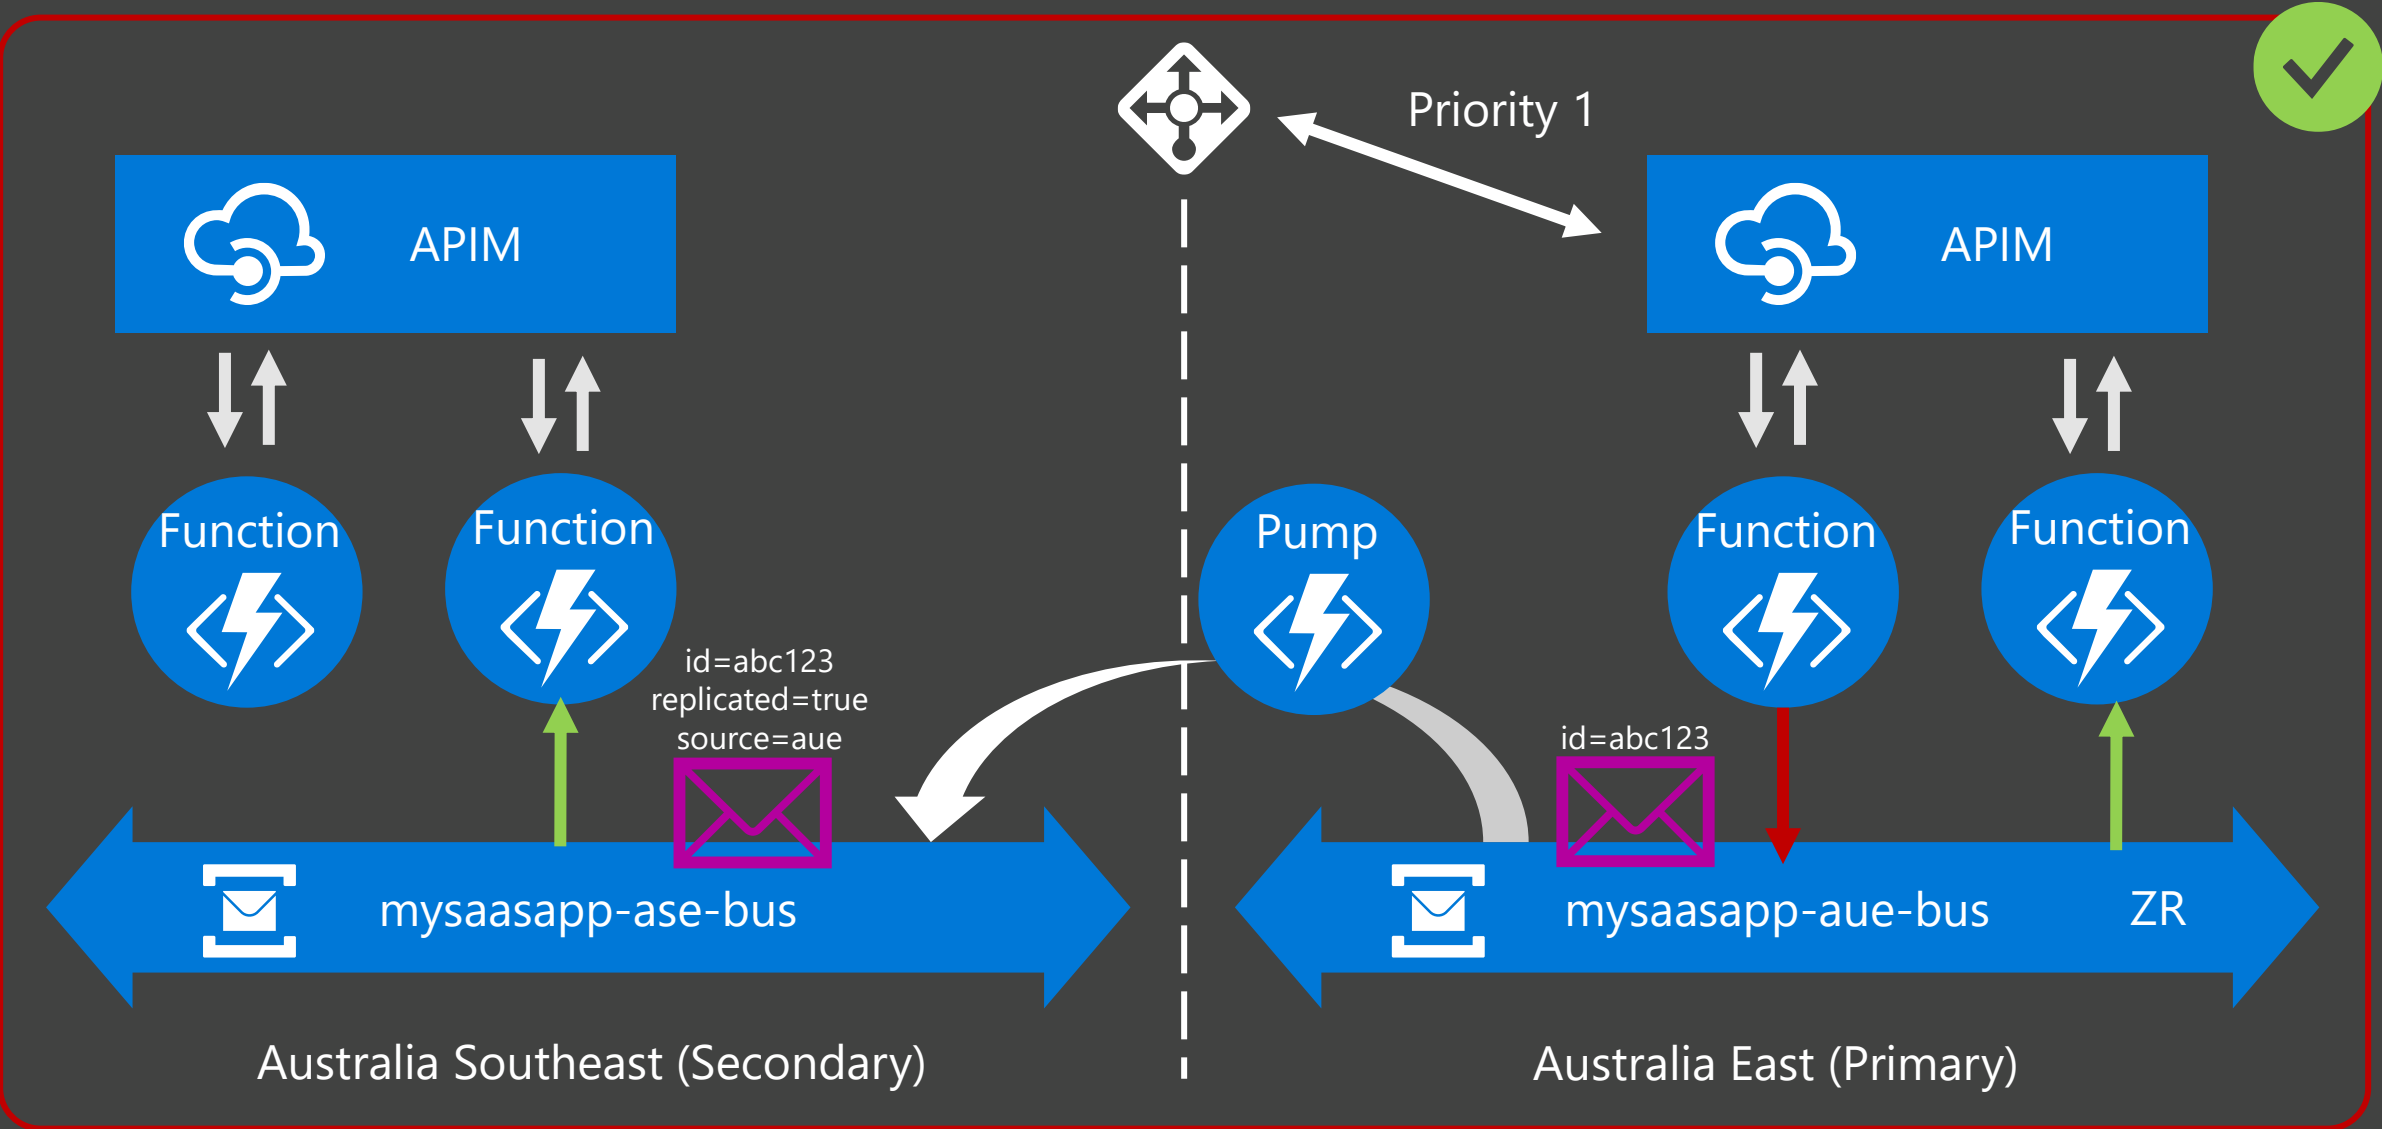 Priority 1
APIM
APIM
Function
Function
Pump
Function
Function
id=abc123
replicated=true
source=aue
id=abc123
mysaasapp-ase-bus
mysaasapp-aue-bus
ZR
Australia Southeast (Secondary)
Australia East (Primary)